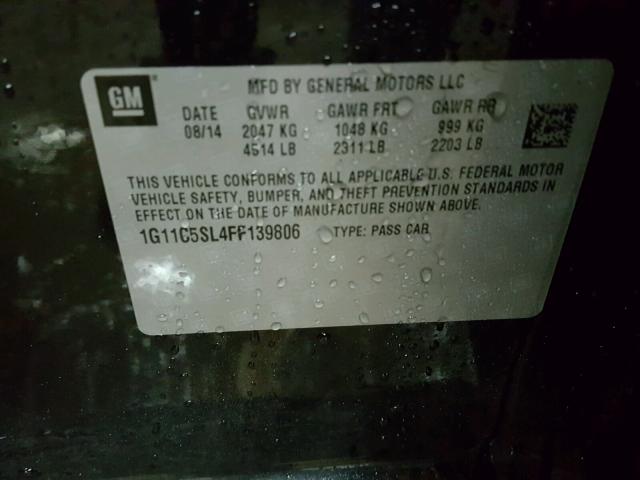 GM
MFD BY GENERAL MOTORS LLC
DATE GVWR GAWR FRT GAWR RR
08/14 2047 KG 1048 KG 999 KG
4514 LB 2311 LB 2203 LB
THIS VEHICLE CONFORMS TO ALL APPLICABLE U.S. FEDERAL MOTOR
VEHICLE SAFETY, BUMPER, AND THEFT PREVENTION STANDARDS IN
EFFECT ON THE DATE OF MANUFACTURE SHOWN ABOVE.
1G11C5SL4FF139806 TYPE: PASS CAR